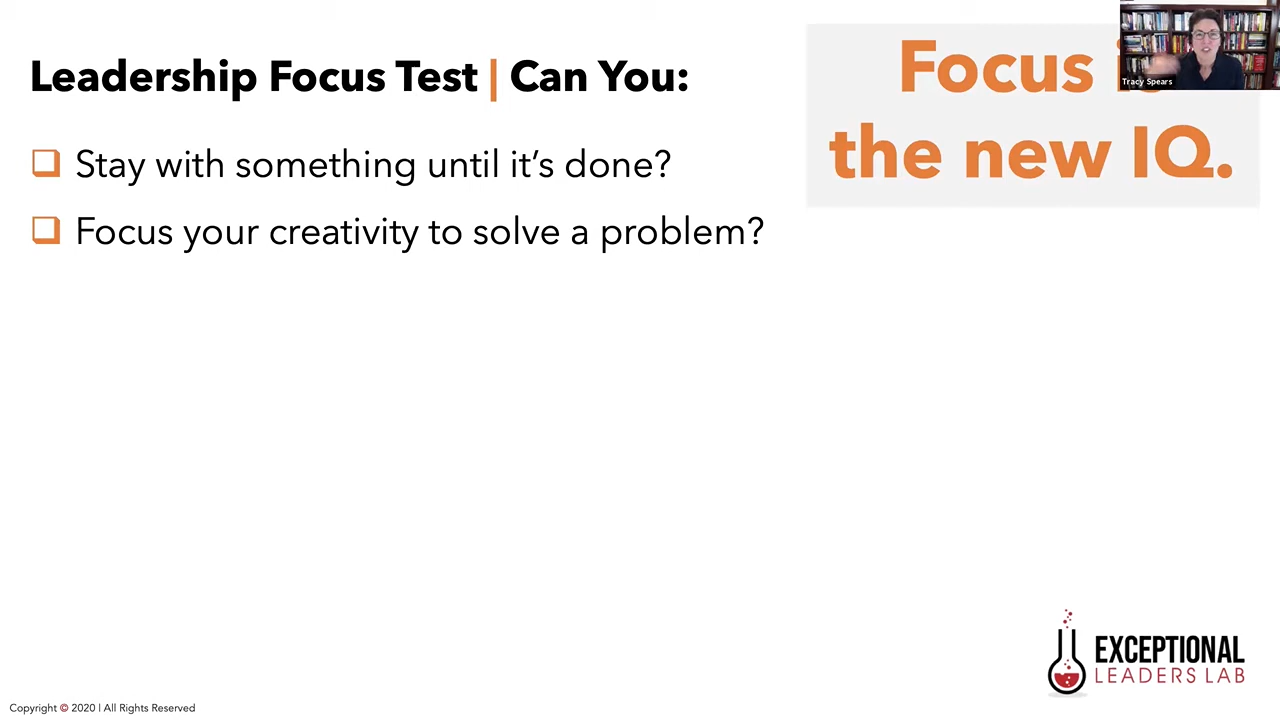 Leadership Focus Test | Can You:
❑ Stay with something until it's done?
❑ Focus your creativity to solve a problem?
Focus
the new IQ.
Tracy Spears
EXCEPTIONAL
LEADERS LAB
Copyright © 2020 | All Rights Reserved